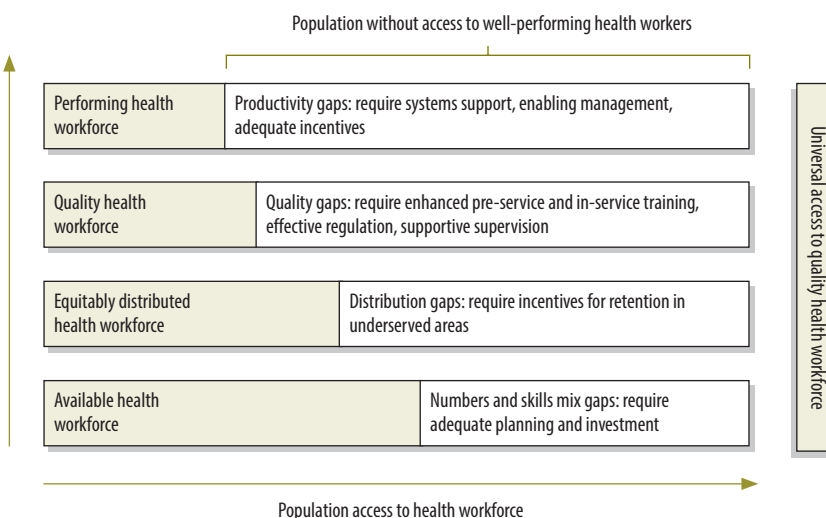 Population without access to well-performing health workers
Performing health
workforce
Productivity gaps: require systems support, enabling management,
adequate incentives
Quality health
workforce
Quality gaps: require enhanced pre-service and in-service training,
effective regulation, supportive supervision
Equitably distributed
health workforce
Distribution gaps: require incentives for retention in
underserved areas
Available health
workforce
Numbers and skills mix gaps: require
adequate planning and investment
Population access to health workforce
Universal access to quality health workforce